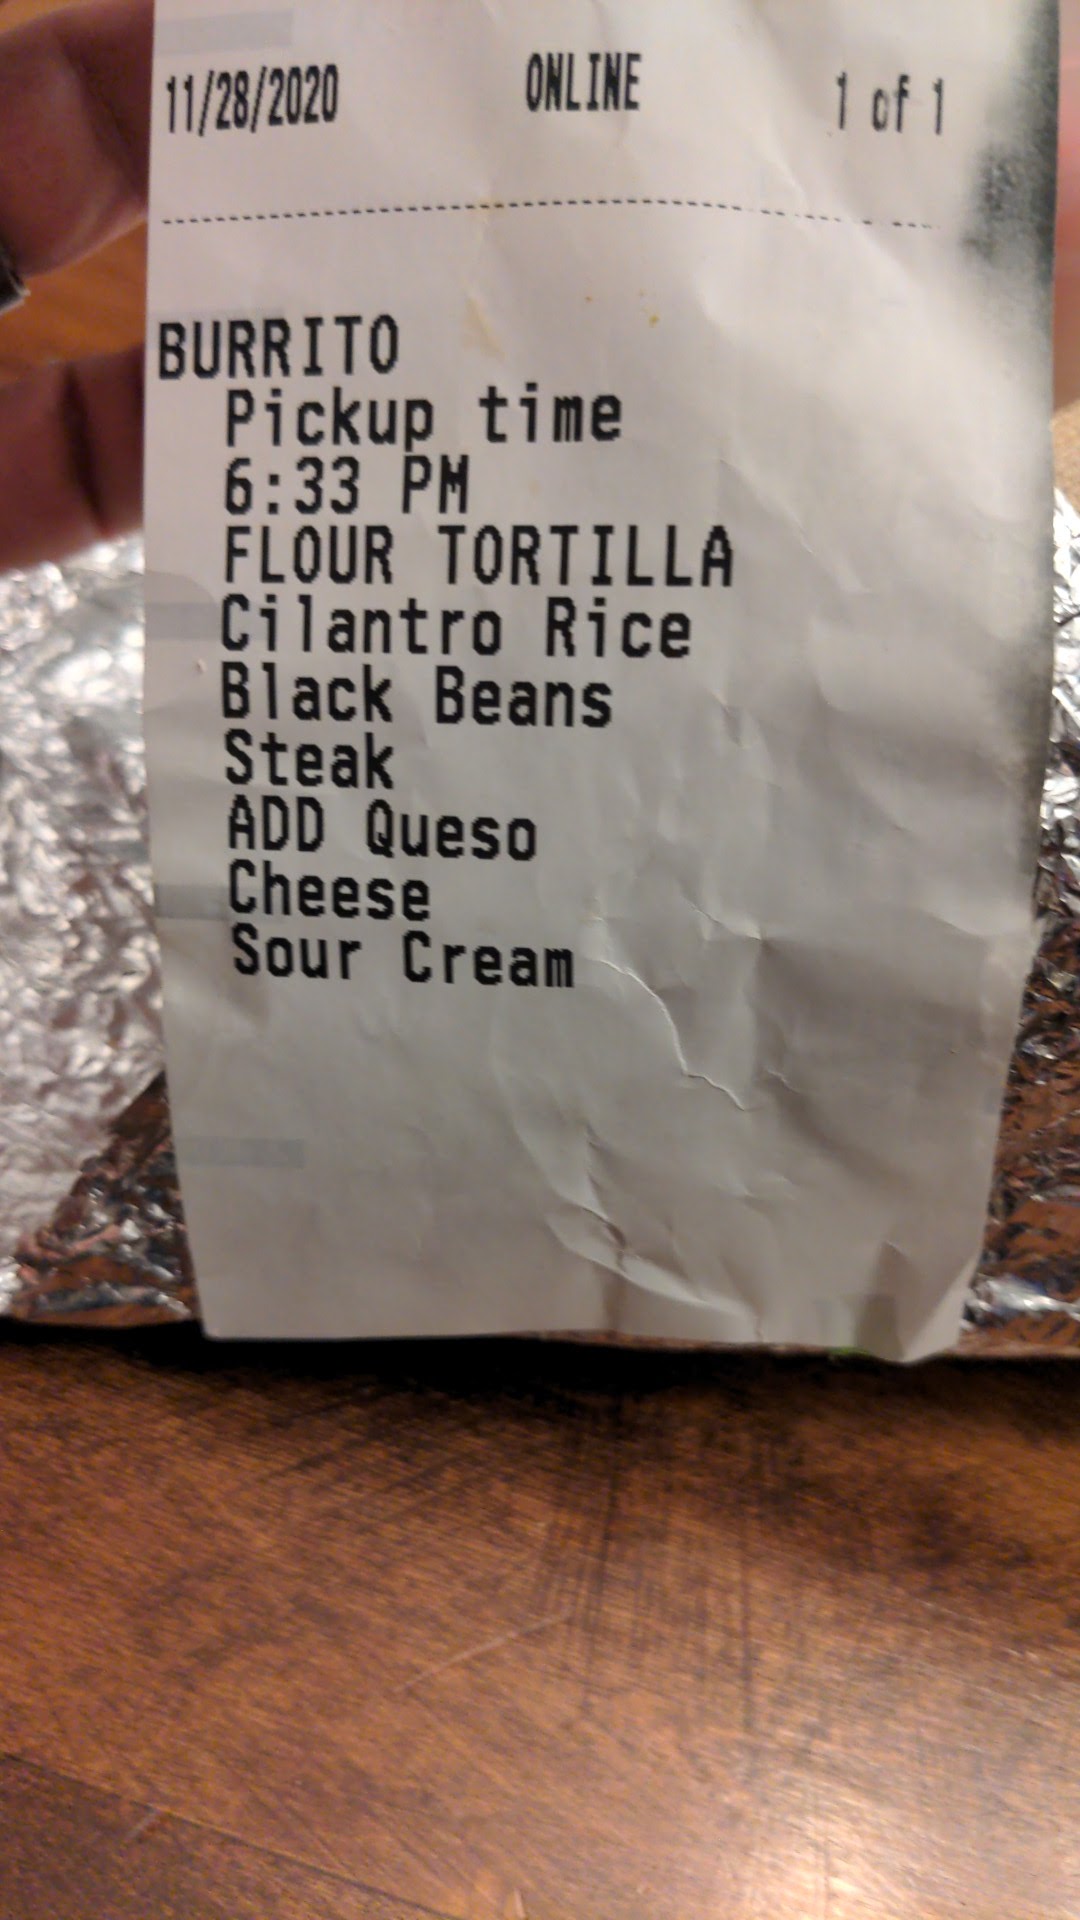 11/28/2020 ONLINE 1 of 1
BURRITO
Pickup time
6:33 PM
FLOUR TORTILLA
Cilantro Rice
Black Beans
Steak
ADD Queso
Cheese
Sour Cream